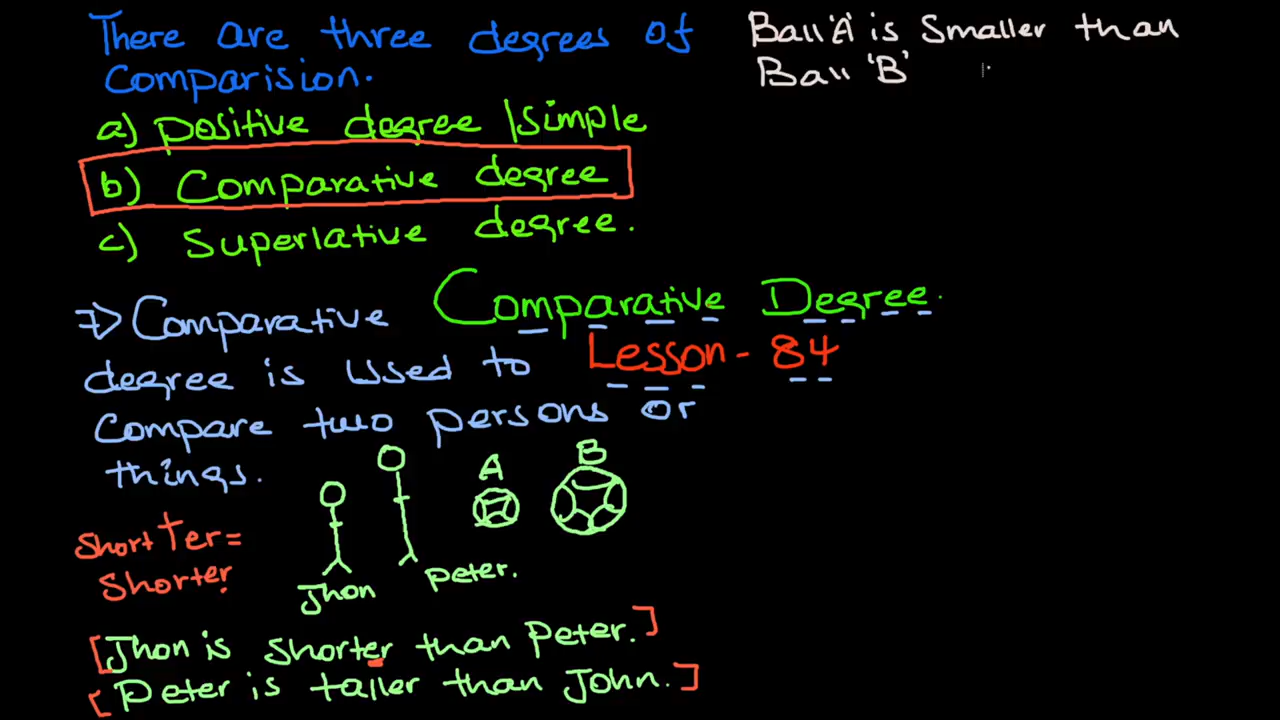 There are three degrees of
Comparision.
a) Positive degree |Simple
b) Comparative degree
c) Superlative degree.
Comparative Degree.
Lesson - 84
⇒ Comparative
degree is used to
Compare two persons or
things.
A
B
Jhon
Peter.
Short Ter =
Shorter
[Jhon is shorter than Peter.]
[Peter is taller than John.]
Ball 'A' is Smaller than
Ball 'B'